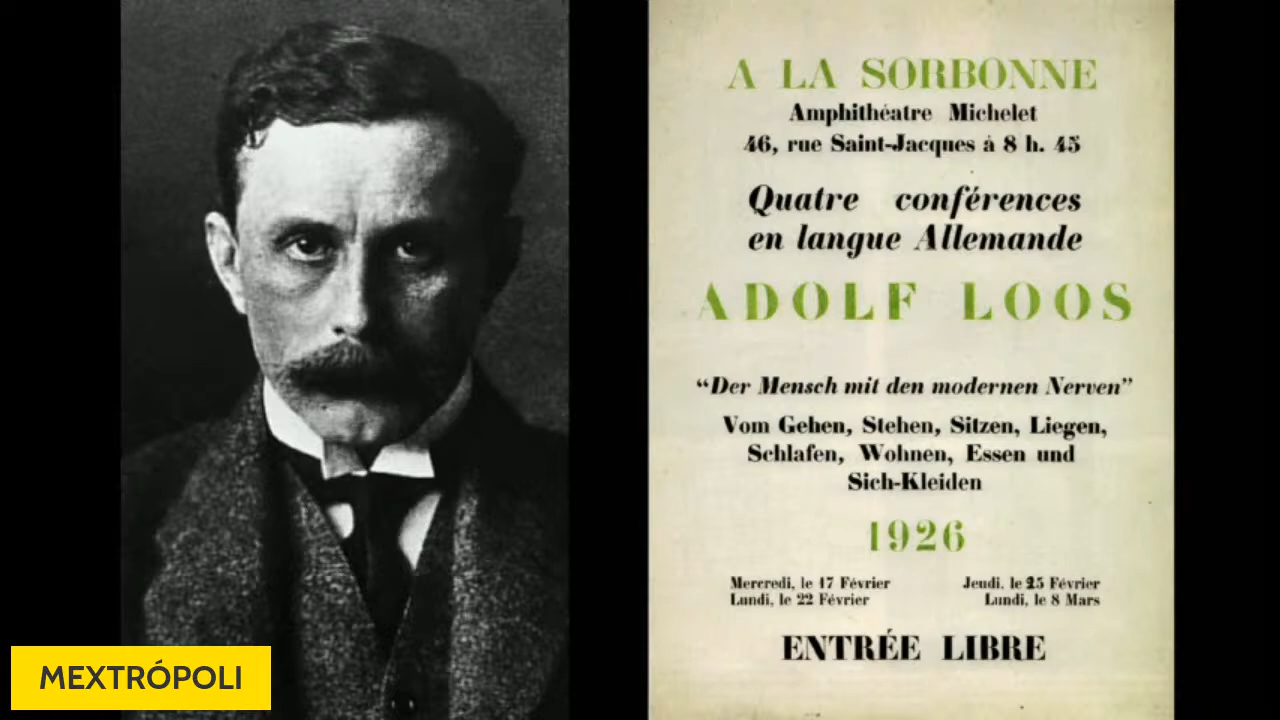 A LA SORBONNE
Amphithéatre Michelet
46, rue Saint-Jacques à 8 h. 45
Quatre conférences
en langue Allemande
ADOLF LOOS
“Der Mensch mit den modernen Nerven”
Vom Gehen, Stehen, Sitzen, Liegen,
Schlafen, Wohnen, Essen und
Sich-Kleiden
1926
Mercredi, le 17 Février
Jeudi, le 25 Février
Lundi, le 22 Février
Lundi, le 8 Mars
ENTRÉE LIBRE
MEXTRÓPOLI